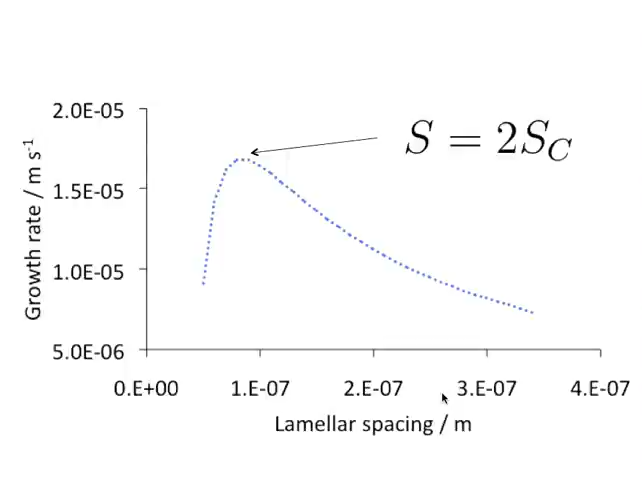 2.0E-05
S = 2S_C
1.5E-05
1.0E-05
5.0E-06
Growth rate / m s⁻¹
0.E+00 1.E-07 2.E-07 3.E-07 4.E-07
Lamellar spacing / m